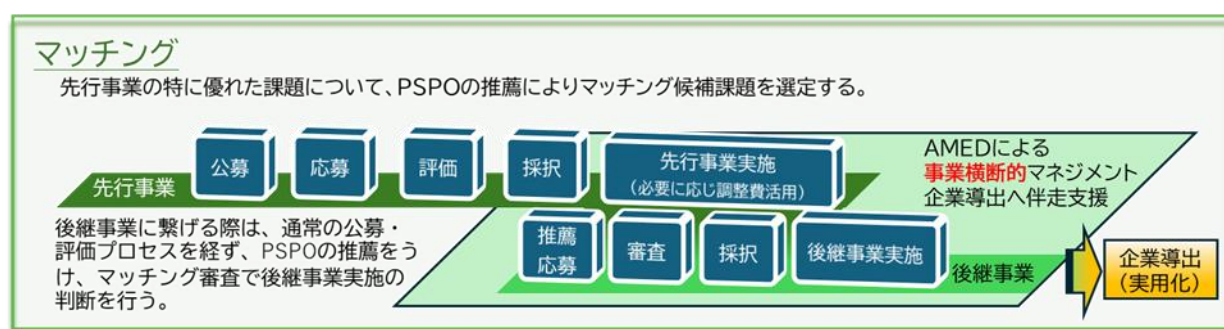 マッチング
先行事業の特に優れた課題について、PSPOの推薦によりマッチング候補課題を選定する。
公募
応募
評価
採択
先行事業実施
（必要に応じ調整費活用）
先行事業
AMEDによる
事業横断的マネジメント
企業導出へ伴走支援
後継事業に繋げる際は、通常の公募・
評価プロセスを経ず、PSPOの推薦をう
け、マッチング審査で後継事業実施の
判断を行う。
推薦
応募
審査
採択
後継事業実施
後継事業
企業導出
（実用化）